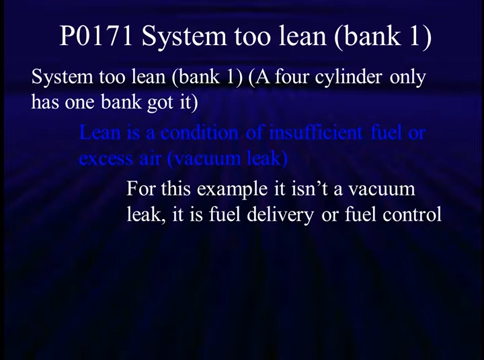 P0171 System too lean (bank 1)
System too lean (bank 1) (A four cylinder only
has one bank got it)
Lean is a condition of insufficient fuel or
excess air (vacuum leak)
For this example it isn’t a vacuum
leak, it is fuel delivery or fuel control